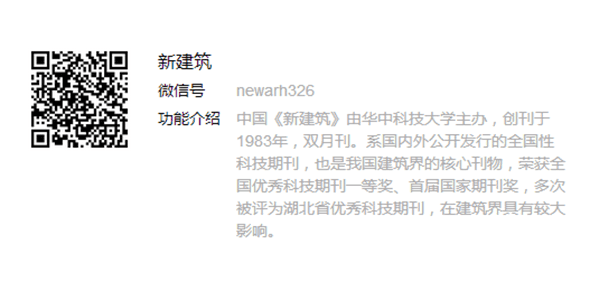 新建筑
微信号 newarh326
功能介绍 中国《新建筑》由华中科技大学主办，创刊于
1983年，双月刊。系国内外公开发行的全国性
科技期刊，也是我国建筑界的核心刊物，荣获全
国优秀科技期刊一等奖、首届国家期刊奖，多次
被评为湖北省优秀科技期刊，在建筑界具有较大
影响。